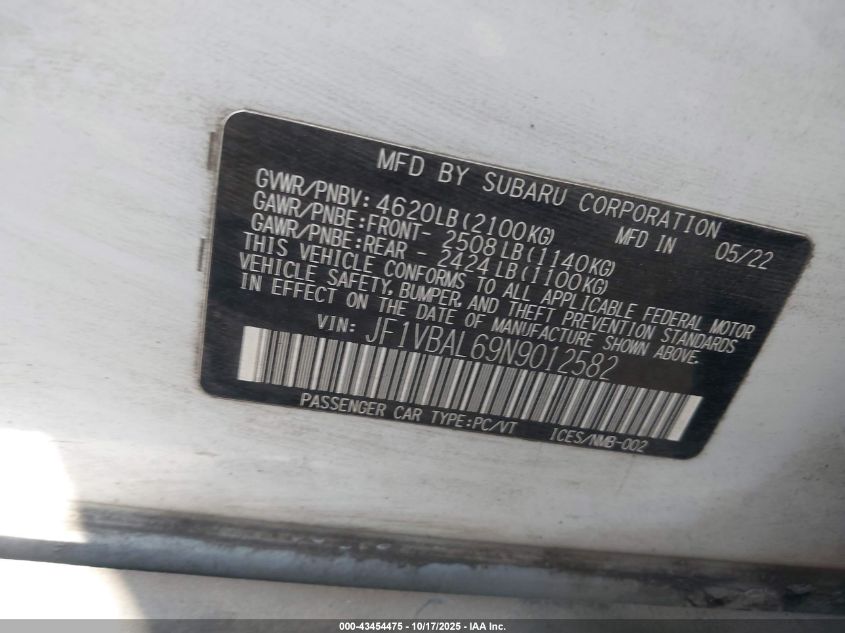 MFD BY SUBARU CORPORATION
GVWR/PNBV: 4620LB(2100KG) MFD IN 05/22
GAWR/PNBE:FRONT- 2508LB(1140KG)
GAWR/PNBE:REAR - 2424LB(1100KG)
THIS VEHICLE CONFORMS TO ALL APPLICABLE FEDERAL MOTOR
VEHICLE SAFETY, BUMPER, AND THEFT PREVENTION STANDARDS
IN EFFECT ON THE DATE OF MANUFACTURE SHOWN ABOVE.
VIN: JF1VBAL69N9012582
PASSENGER CAR TYPE:PC/VT ICES/NMB-002
000-43454475 - 10/17/2025 - IAA Inc.